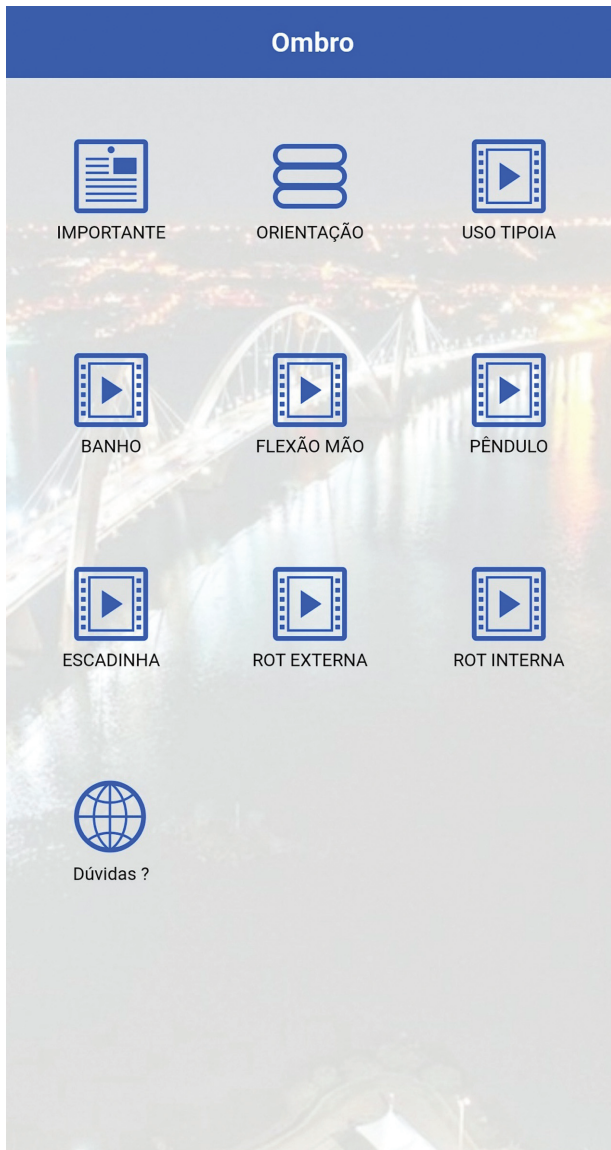 Ombro
IMPORTANTE
ORIENTAÇÃO
USO TIPOIA
BANHO
FLEXÃO MÃO
PÊNDULO
ESCADINHA
ROT EXTERNA
ROT INTERNA
Dúvidas ?